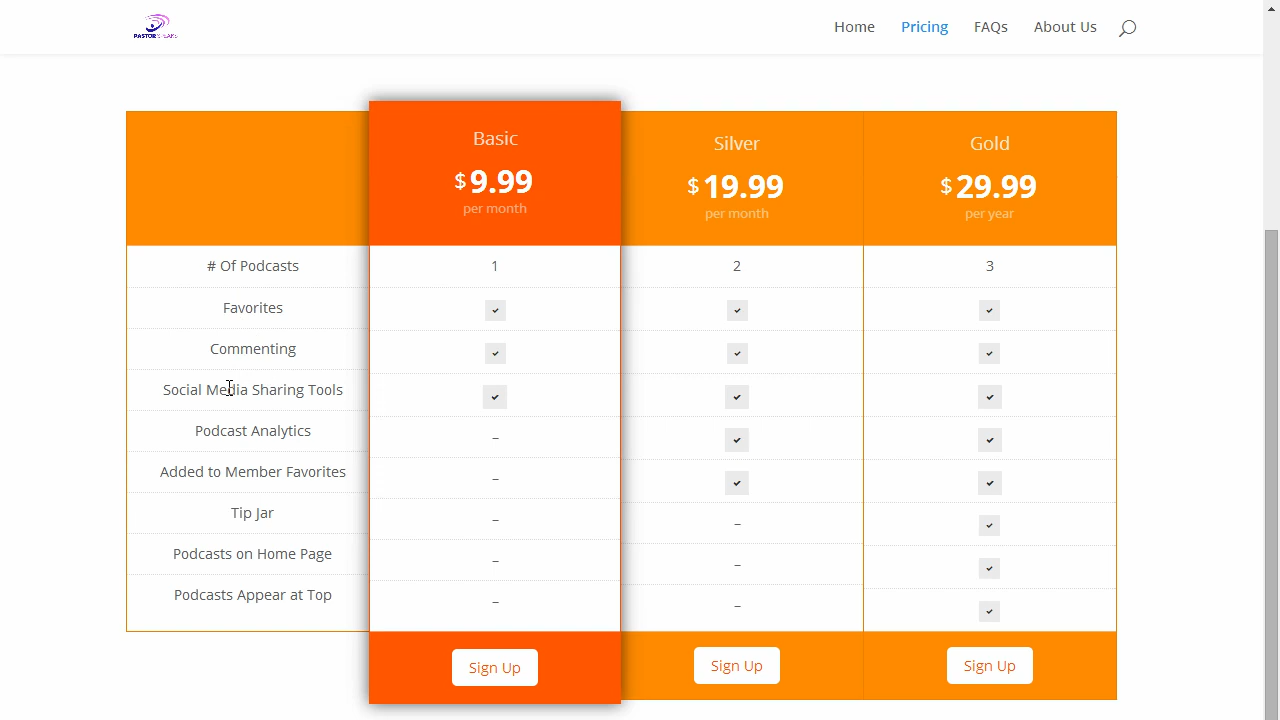 Home Pricing FAQs About Us
Basic Silver Gold
$9.99 $19.99 $29.99
per month per month per year
# Of Podcasts 1 2 3
Favorites ✓ ✓ ✓
Commenting ✓ ✓ ✓
Social Media Sharing Tools ✓ ✓ ✓
Podcast Analytics – ✓ ✓
Added to Member Favorites – ✓ ✓
Tip Jar – – ✓
Podcasts on Home Page – – ✓
Podcasts Appear at Top – – ✓
Sign Up Sign Up Sign Up